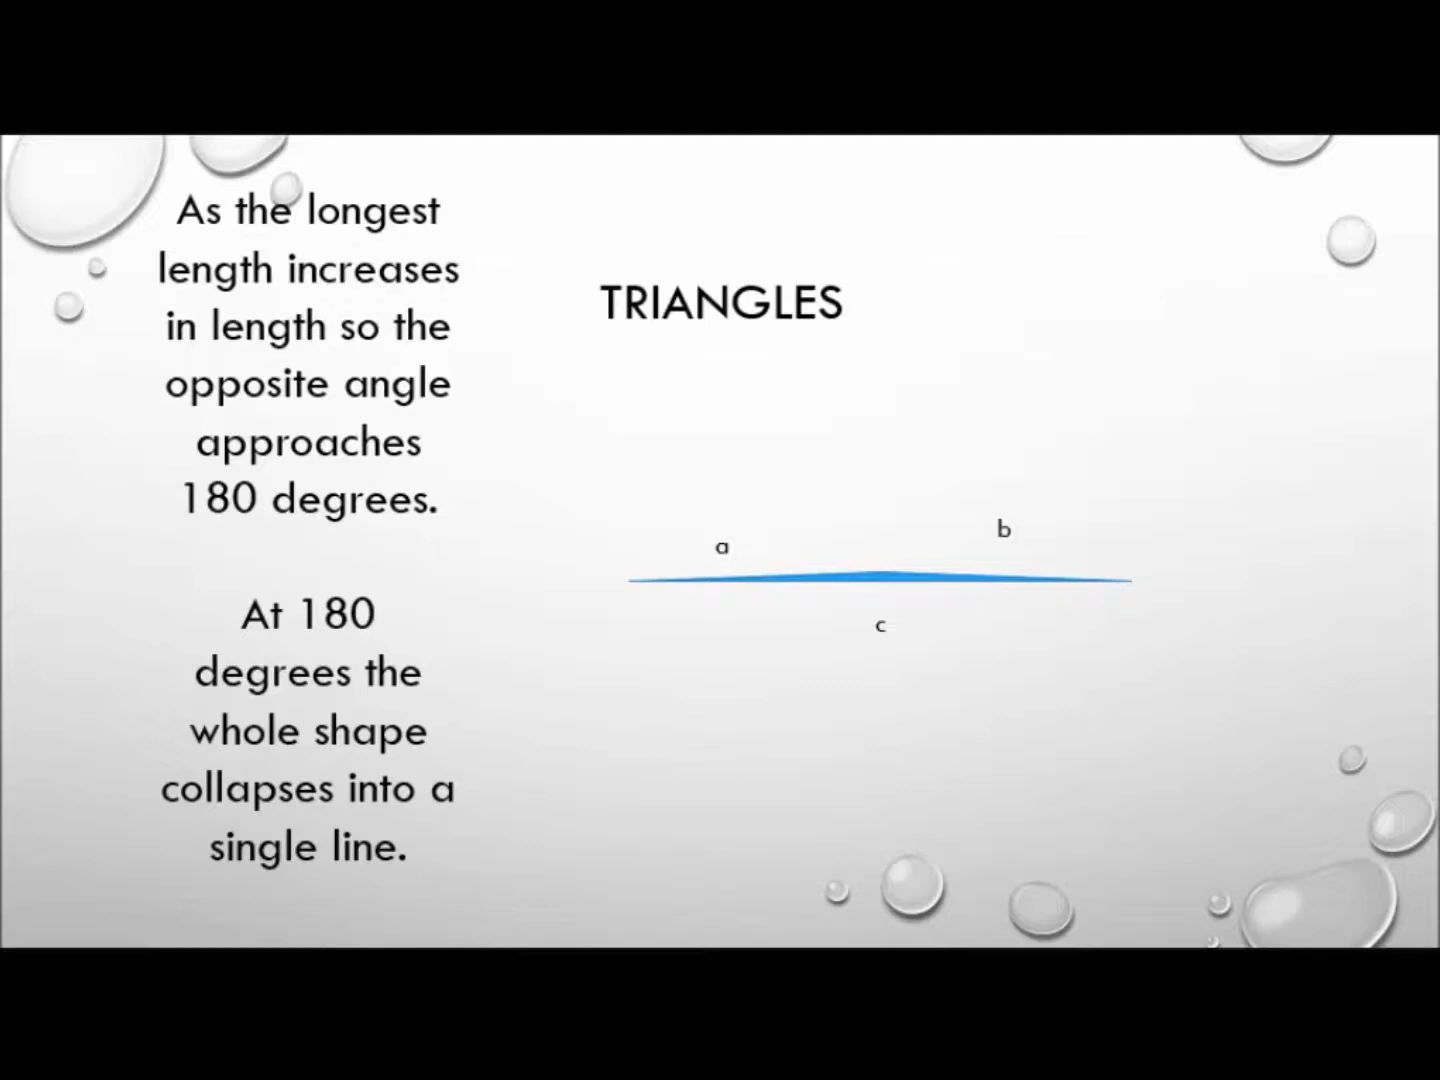 As the longest
length increases
in length so the
opposite angle
approaches
180 degrees.
At 180
degrees the
whole shape
collapses into a
single line.
TRIANGLES
a
b
c